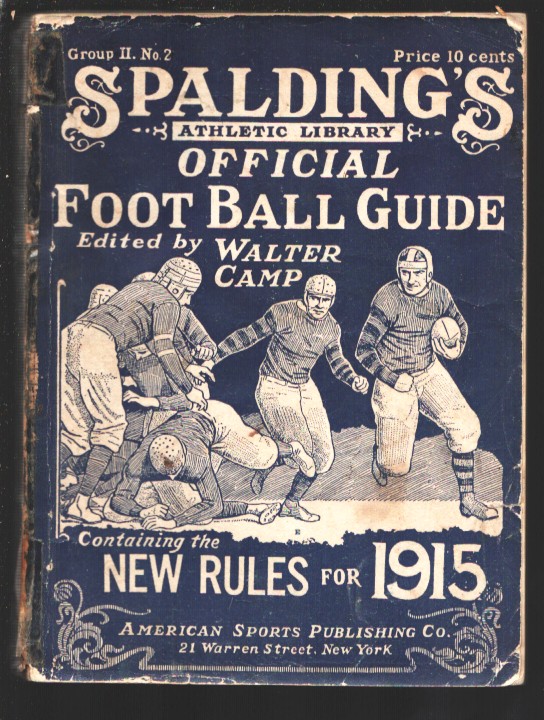 Group II. No. 2 Price 10 cents
SPALDING'S
ATHLETIC LIBRARY
OFFICIAL
FOOT BALL GUIDE
Edited by WALTER
CAMP
Containing the
NEW RULES FOR 1915
AMERICAN SPORTS PUBLISHING CO.
21 Warren Street, New York